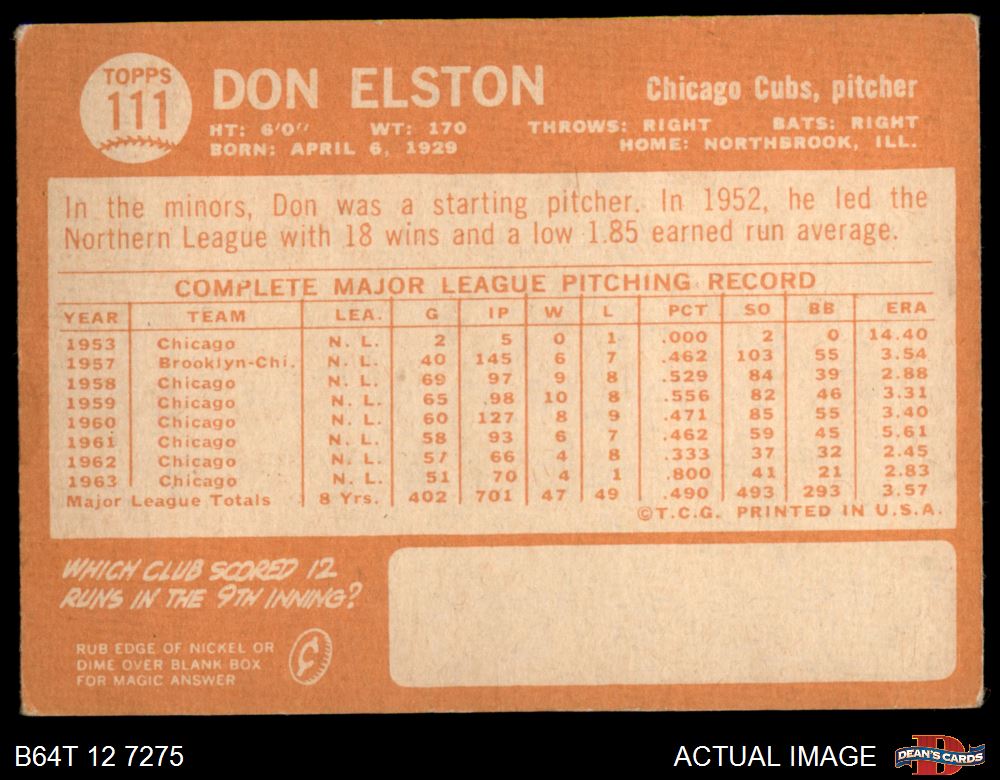 TOPPS
111
DON ELSTON
Chicago Cubs, pitcher
HT: 6'0" WT: 170 THROWS: RIGHT BATS: RIGHT
BORN: APRIL 6, 1929 HOME: NORTHBROOK, ILL.
In the minors, Don was a starting pitcher. In 1952, he led the
Northern League with 18 wins and a low 1.85 earned run average.
COMPLETE MAJOR LEAGUE PITCHING RECORD
YEAR TEAM LEA. G IP W L PCT SO BB ERA
1953 Chicago N. L. 2 5 0 1 .000 2 0 14.40
1957 Brooklyn-Chi. N. L. 40 145 6 7 .462 103 55 3.54
1958 Chicago N. L. 69 97 9 8 .529 84 39 2.88
1959 Chicago N. L. 65 98 10 8 .556 82 46 3.31
1960 Chicago N. L. 60 127 8 9 .471 85 55 3.40
1961 Chicago N. L. 58 93 6 7 .462 59 45 5.61
1962 Chicago N. L. 57 66 4 8 .333 37 32 2.45
1963 Chicago N. L. 51 70 4 1 .800 41 21 2.83
Major League Totals 8 Yrs. 402 701 47 49 .490 493 293 3.57
©T.C.G. PRINTED IN U.S.A.
WHICH CLUB SCORED 12
RUNS IN THE 9TH INNING?
RUB EDGE OF NICKEL OR
DIME OVER BLANK BOX
FOR MAGIC ANSWER
B64T 12 7275
ACTUAL IMAGE
DEAN'S CARDS